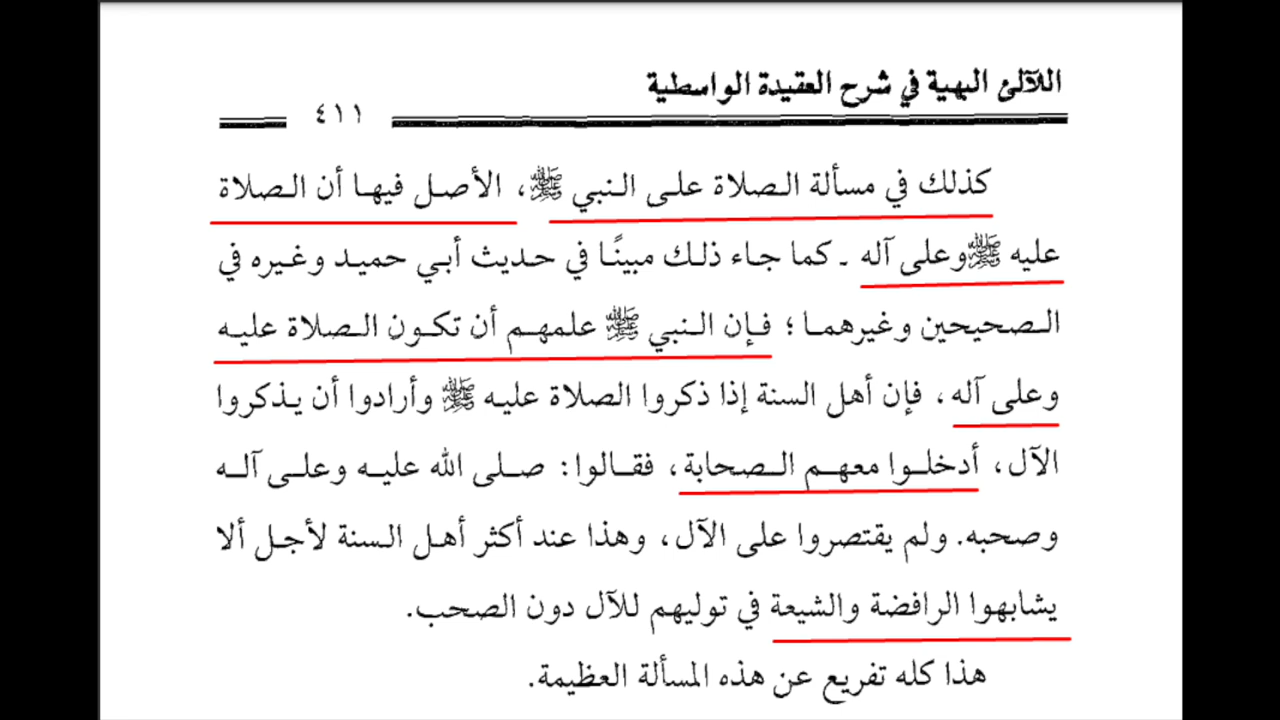 اللآلئ البهية في شرح العقيدة الواسطية
٤١١
كذلك في مسألة الصلاة على النبي ﷺ، الأصل فيها أن الصلاة
عليه ﷺ وعلى آله ـ كما جاء ذلك مبينًا في حديث أبي حميد وغيره في
الصحيحين وغيرهما؛ فإن النبي ﷺ علمهم أن تكون الصلاة عليه
وعلى آله، فإن أهل السنة إذا ذكروا الصلاة عليه ﷺ وأرادوا أن يذكروا
الآل، أدخلوا معهم الصحابة، فقالوا: صلى الله عليه وعلى آله
وصحبه. ولم يقتصروا على الآل، وهذا عند أكثر أهل السنة لأجل ألا
يشابهوا الرافضة والشيعة في توليهم للآل دون الصحب.
هذا كله تفريع عن هذه المسألة العظيمة.